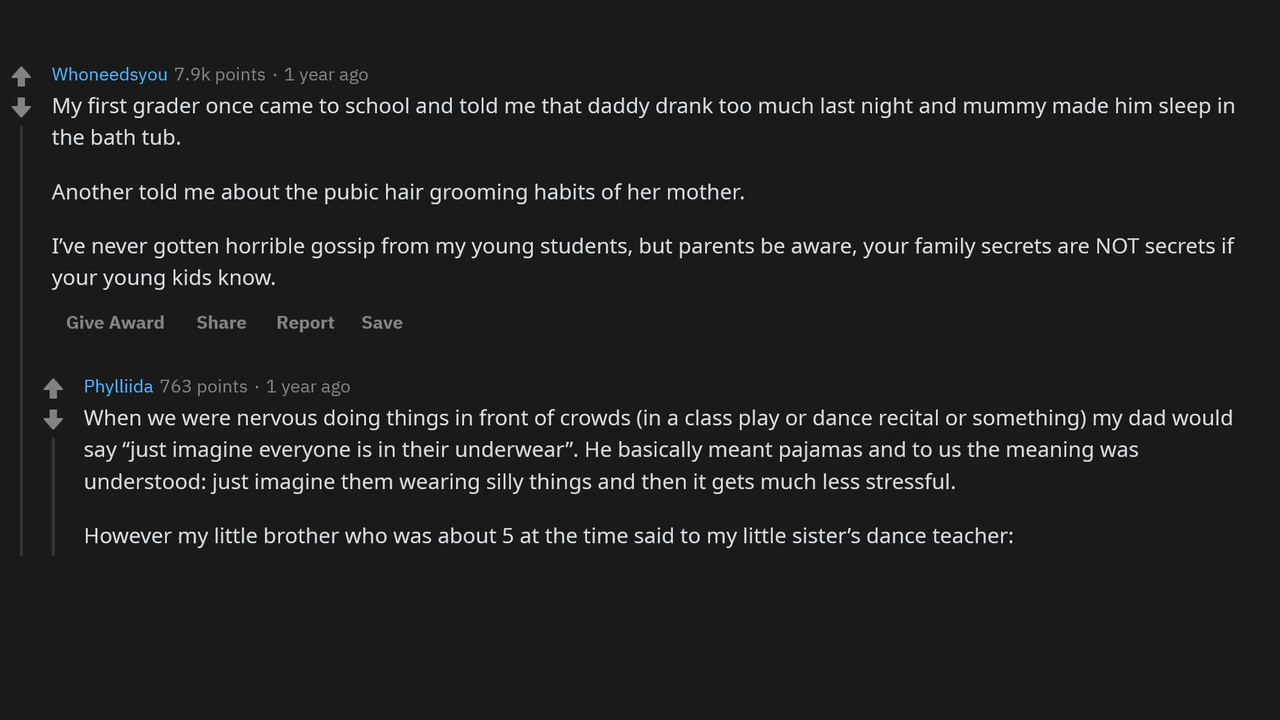 Whoneedsyou 7.9k points · 1 year ago
My first grader once came to school and told me that daddy drank too much last night and mummy made him sleep in
the bath tub.
Another told me about the pubic hair grooming habits of her mother.
I’ve never gotten horrible gossip from my young students, but parents be aware, your family secrets are NOT secrets if
your young kids know.
Give Award Share Report Save
Phylliida 763 points · 1 year ago
When we were nervous doing things in front of crowds (in a class play or dance recital or something) my dad would
say “just imagine everyone is in their underwear”. He basically meant pajamas and to us the meaning was
understood: just imagine them wearing silly things and then it gets much less stressful.
However my little brother who was about 5 at the time said to my little sister’s dance teacher: